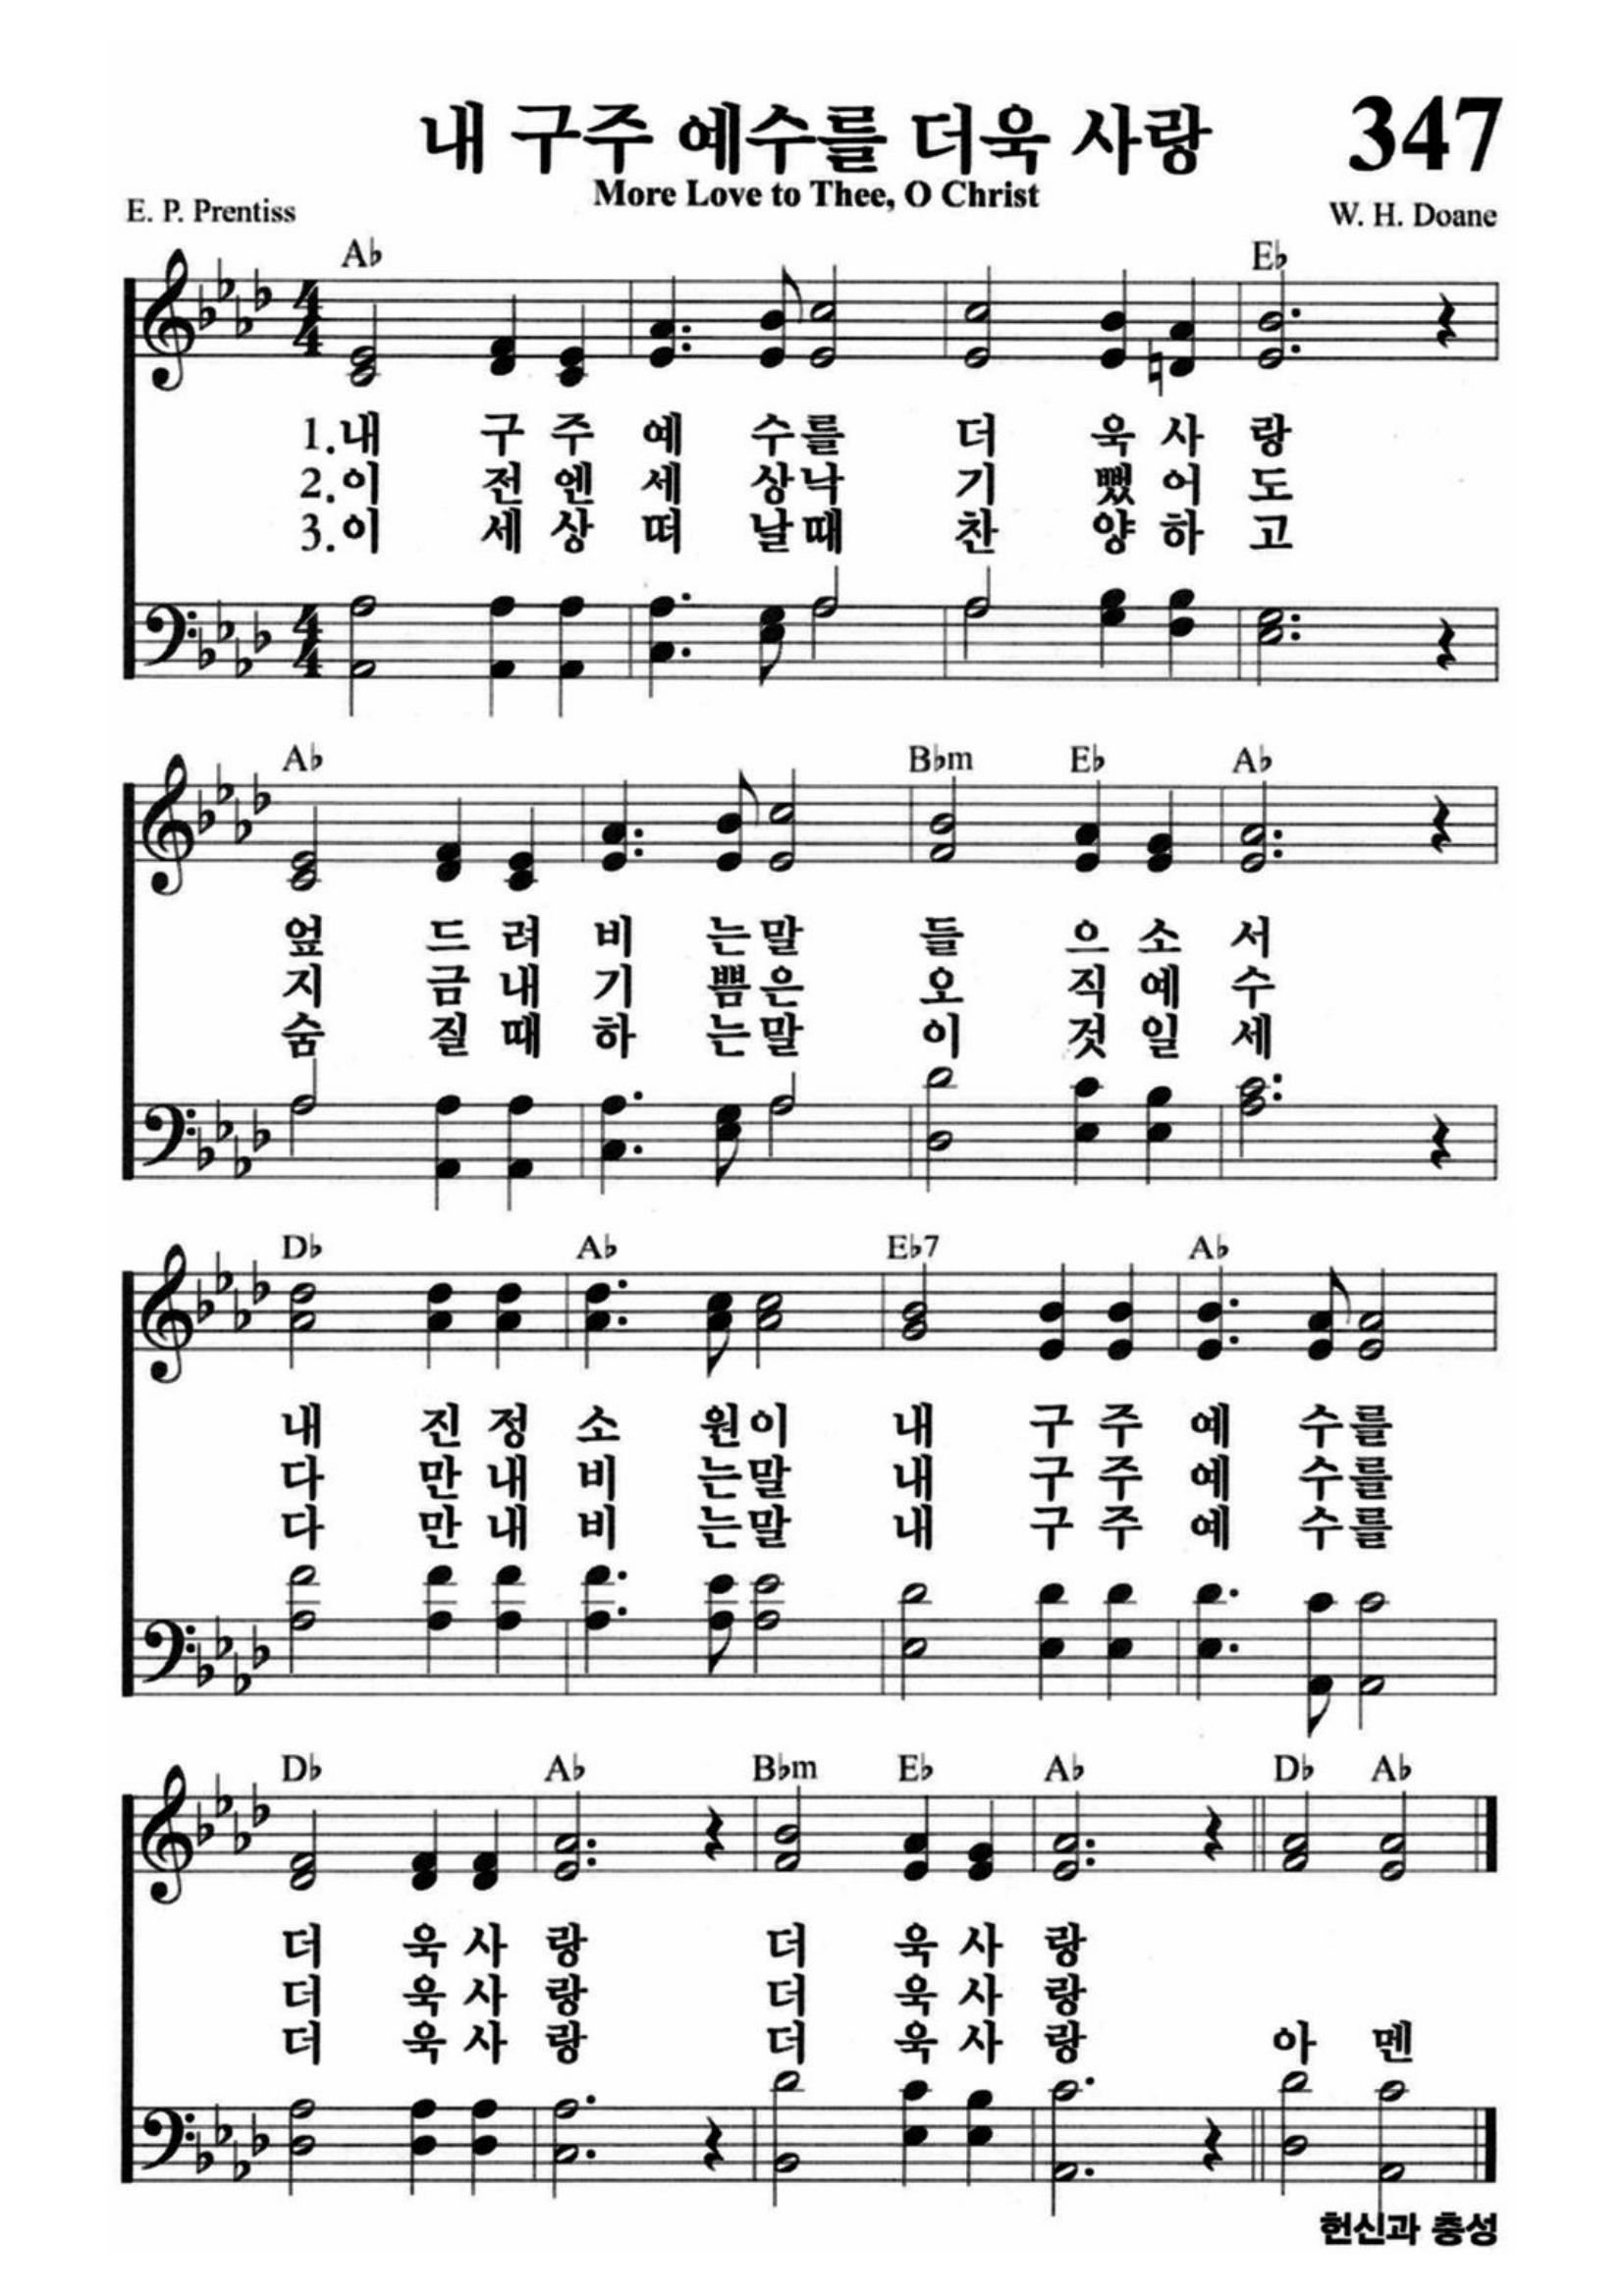 내 구주 예수를 더욱 사랑 347
More Love to Thee, O Christ
E. P. Prentiss W. H. Doane
A♭ E♭
4 4
1.내 구 주 예 수를 더 욱 사 랑
2.이 전 엔 세 상낙 기 뻤 어 도
3.이 세 상 떠 날때 찬 양 하 고
4 4
A♭ B♭m E♭ A♭
엎 드 려 비 는말 들 으 소 서
지 금 내 기 쁨은 오 직 예 수
숨 질 때 하 는말 이 것 일 세
D♭ A♭ E♭7 A♭
내 진 정 소 원이 내 구 주 예 수를
다 만 내 비 는말 내 구 주 예 수를
다 만 내 비 는말 내 구 주 예 수를
D♭ A♭ B♭m E♭ A♭ D♭ A♭
더 욱 사 랑 더 욱 사 랑
더 욱 사 랑 더 욱 사 랑
더 욱 사 랑 더 욱 사 랑 아 멘
헌신과 충성